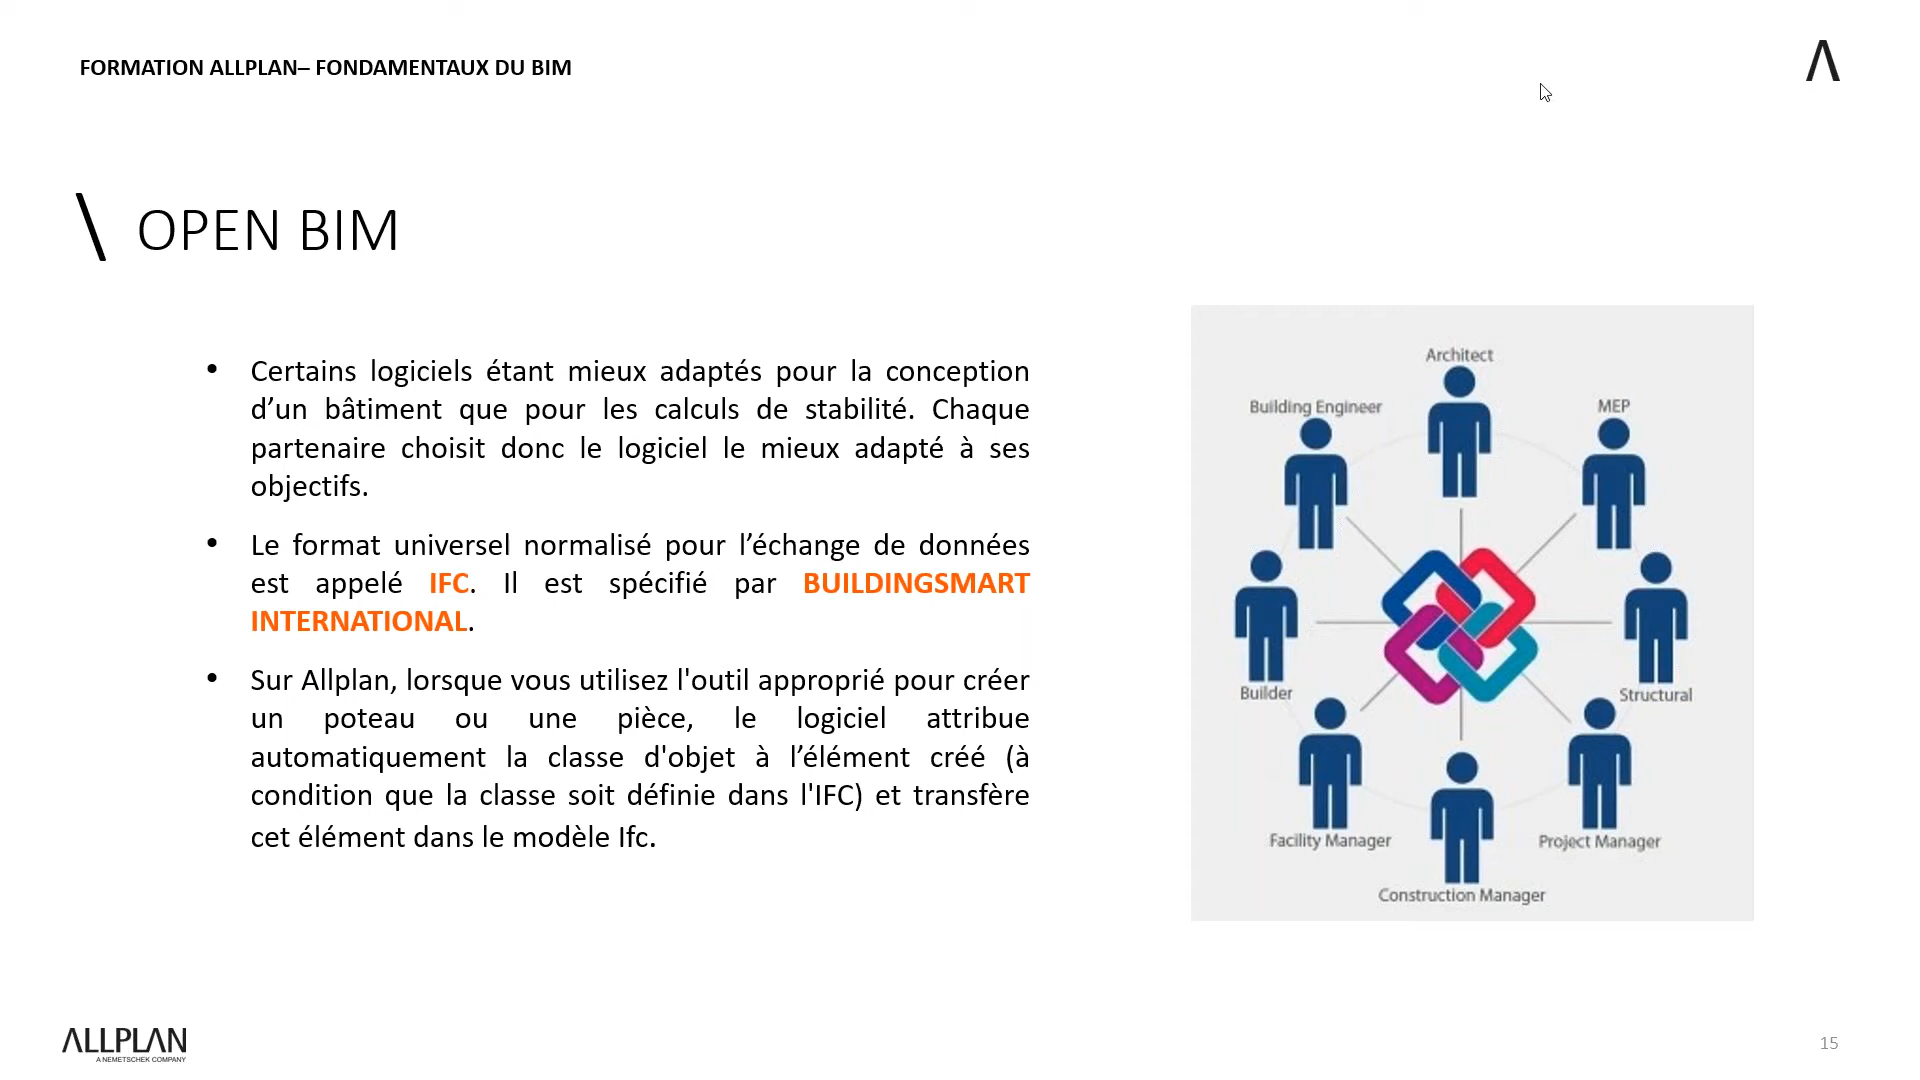 FORMATION ALLPLAN– FONDAMENTAUX DU BIM
OPEN BIM
• Certains logiciels étant mieux adaptés pour la conception
d’un bâtiment que pour les calculs de stabilité. Chaque
partenaire choisit donc le logiciel le mieux adapté à ses
objectifs.
• Le format universel normalisé pour l’échange de données
est appelé IFC. Il est spécifié par BUILDINGSMART
INTERNATIONAL.
• Sur Allplan, lorsque vous utilisez l'outil approprié pour créer
un poteau ou une pièce, le logiciel attribue
automatiquement la classe d'objet à l’élément créé (à
condition que la classe soit définie dans l'IFC) et transfère
cet élément dans le modèle Ifc.
Architect
Building Engineer
MEP
Builder
Structural
Facility Manager
Project Manager
Construction Manager
ALLPLAN
A NEMETSCHEK COMPANY
15